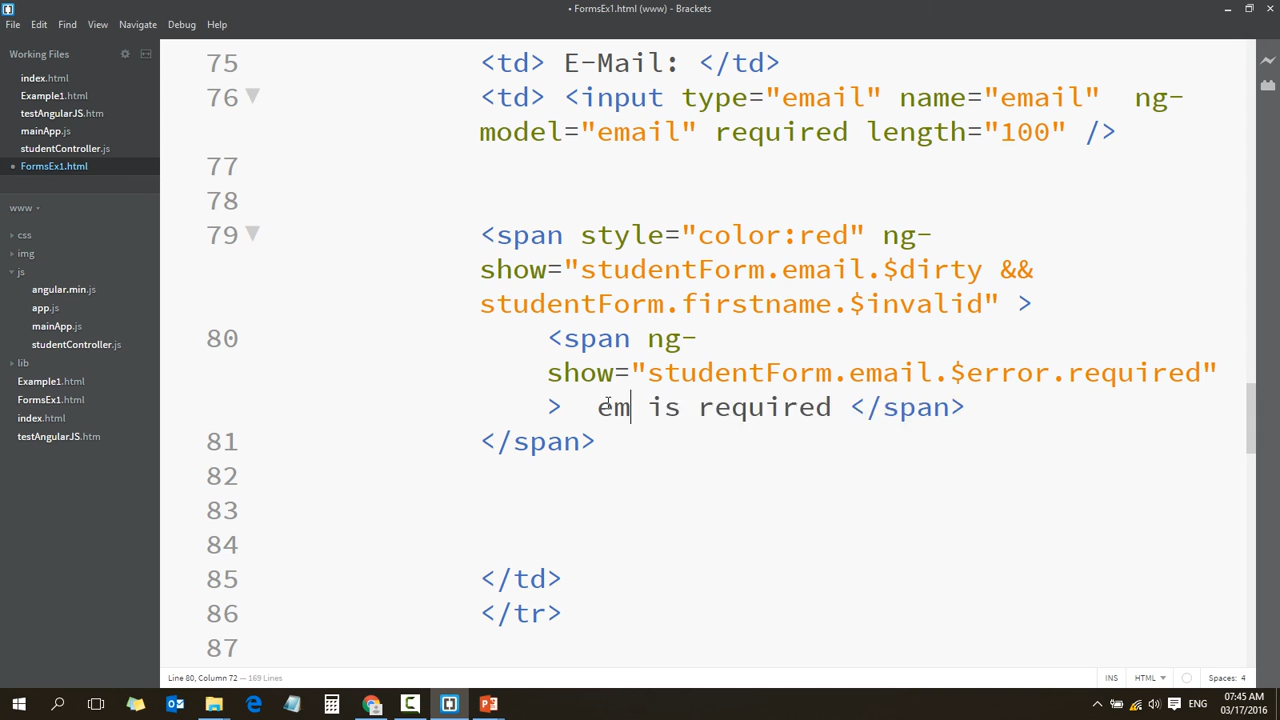 • FormsEx1.html (www) - Brackets
File Edit Find View Navigate Debug Help
Working Files
index.html
Example1.html
testAngularJS.htm
mainApp.js
studentController.js
• FormsEx1.html
www
css
img
js
angular.min.js
app.js
mainApp.js
studentController.js
lib
Example1.html
FormsEx1.html
index.html
testAngularJS.htm
75 <td> E-Mail: </td>
76 <td> <input type="email" name="email" ng-
model="email" required length="100" />
77
78
79 <span style="color:red" ng-
show="studentForm.email.$dirty &&
studentForm.firstname.$invalid" >
80 <span ng-
show="studentForm.email.$error.required"
> em is required </span>
81 </span>
82
83
84
85 </td>
86 </tr>
87
Line 80, Column 72 — 169 Lines
INS HTML Spaces: 4
ENG
07:45 AM
03/17/2016